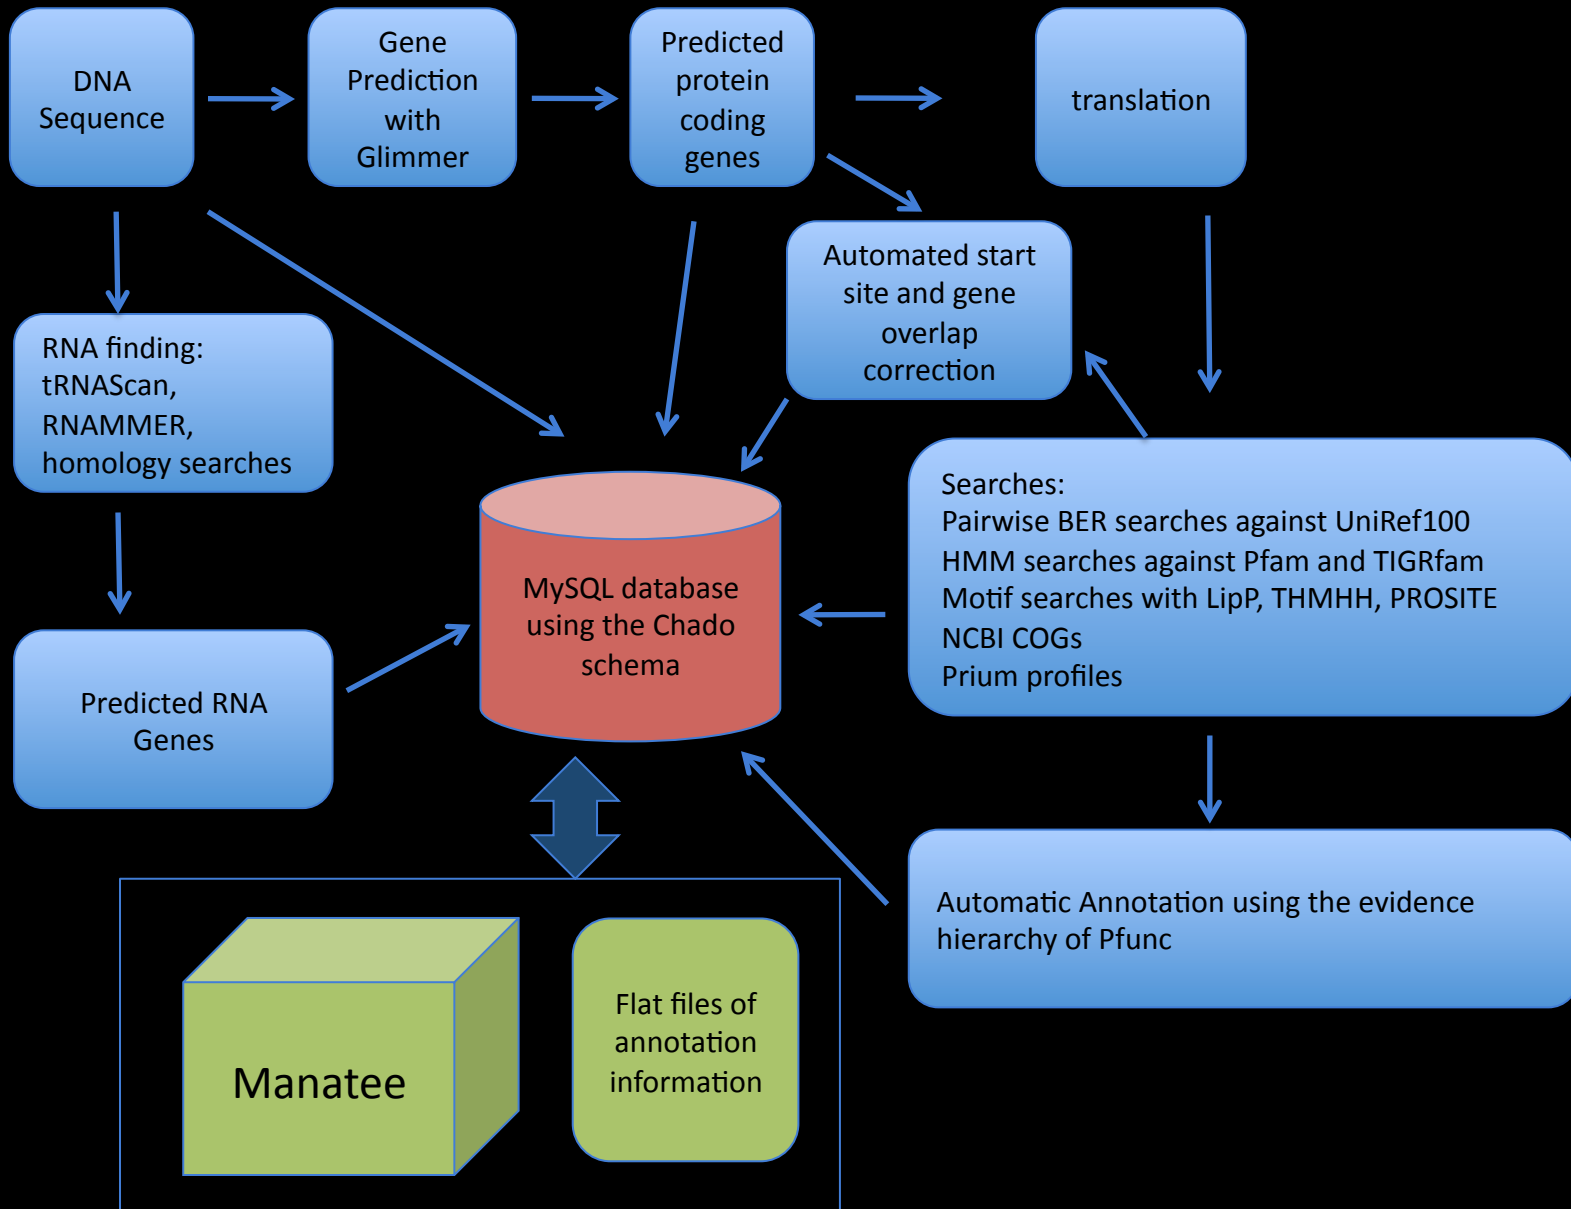 DNA
Sequence
Gene
Prediction
with
Glimmer
Predicted
protein
coding
genes
translation
Automated start
site and gene
overlap
correction
RNA finding:
tRNAScan,
RNAMMER,
homology searches
Searches:
Pairwise BER searches against UniRef100
HMM searches against Pfam and TIGRfam
Motif searches with LipP, THMHH, PROSITE
NCBI COGs
Prium profiles
MySQL database
using the Chado
schema
Predicted RNA
Genes
Automatic Annotation using the evidence
hierarchy of Pfunc
Manatee
Flat files of
annotation
information